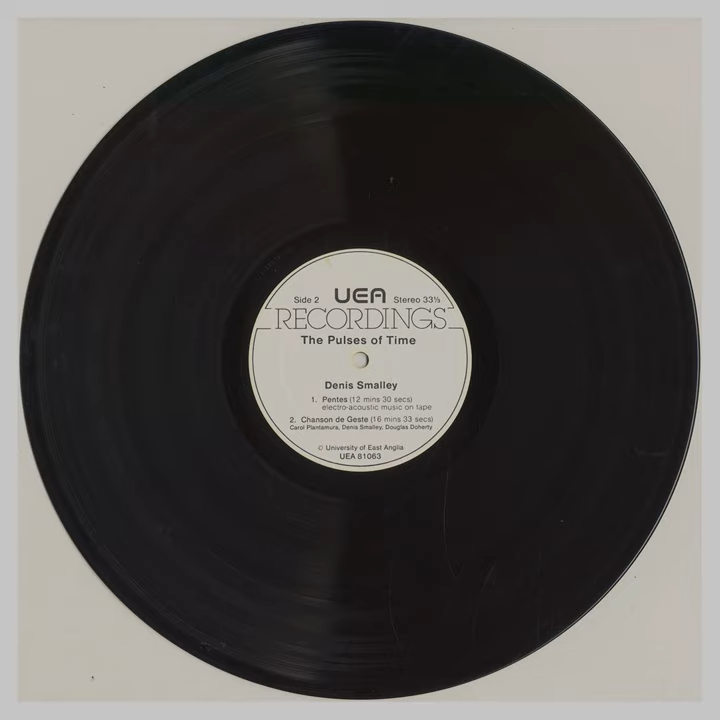 Side 2 UEA Stereo 33⅓
RECORDINGS
The Pulses of Time
Denis Smalley
1. Pentes (12 mins 30 secs)
electro-acoustic music on tape
2. Chanson de Geste (16 mins 33 secs)
Carol Plantamura, Denis Smalley, Douglas Doherty
© University of East Anglia
UEA 81063